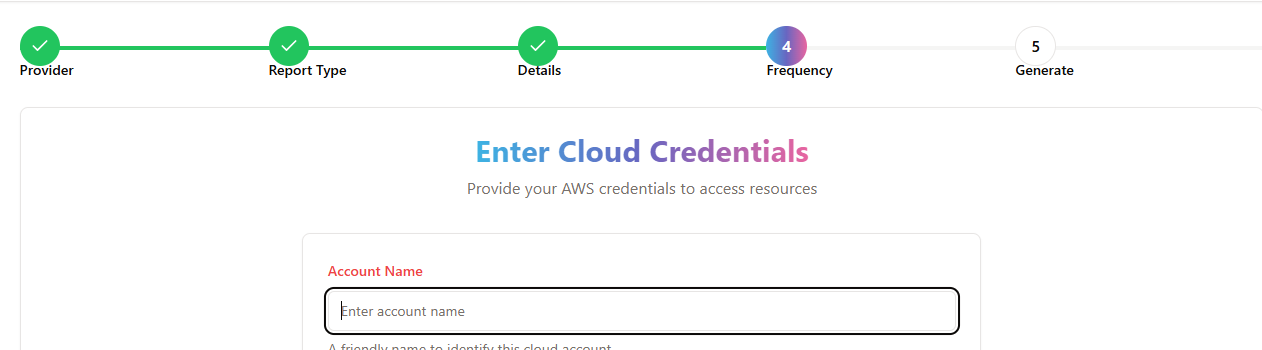 4
5
Provider
Report Type
Details
Frequency
Generate
Enter Cloud Credentials
Provide your AWS credentials to access resources
Account Name
Enter account name
A friendly name to identify this cloud account